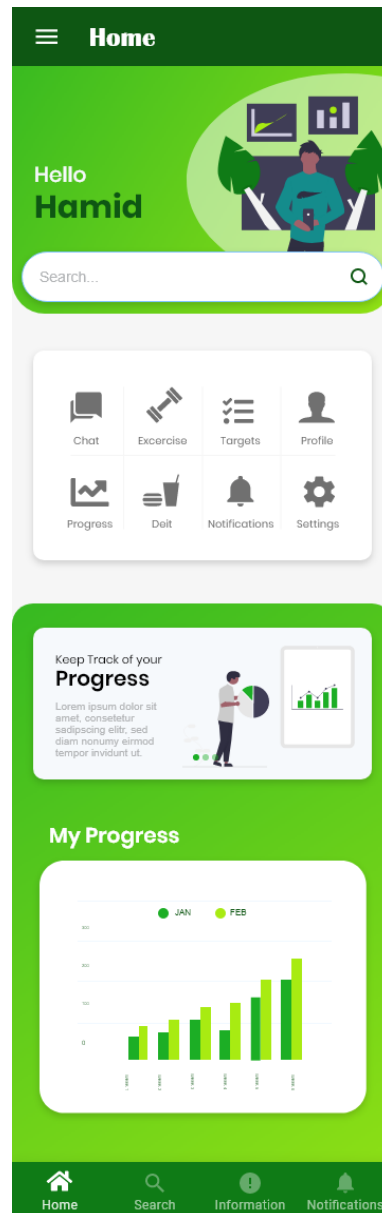 Home
Hello
Hamid
Search...
Chat Excercise Targets Profile
Progress Deit Notifications Settings
Keep Track of your
Progress
Lorem ipsum dolor sit
amet, consetetur
sadipscing elitr, sed
diam nonumy eirmod
tempor invidunt ut.
My Progress
JAN FEB
0
Home Search Information Notifications